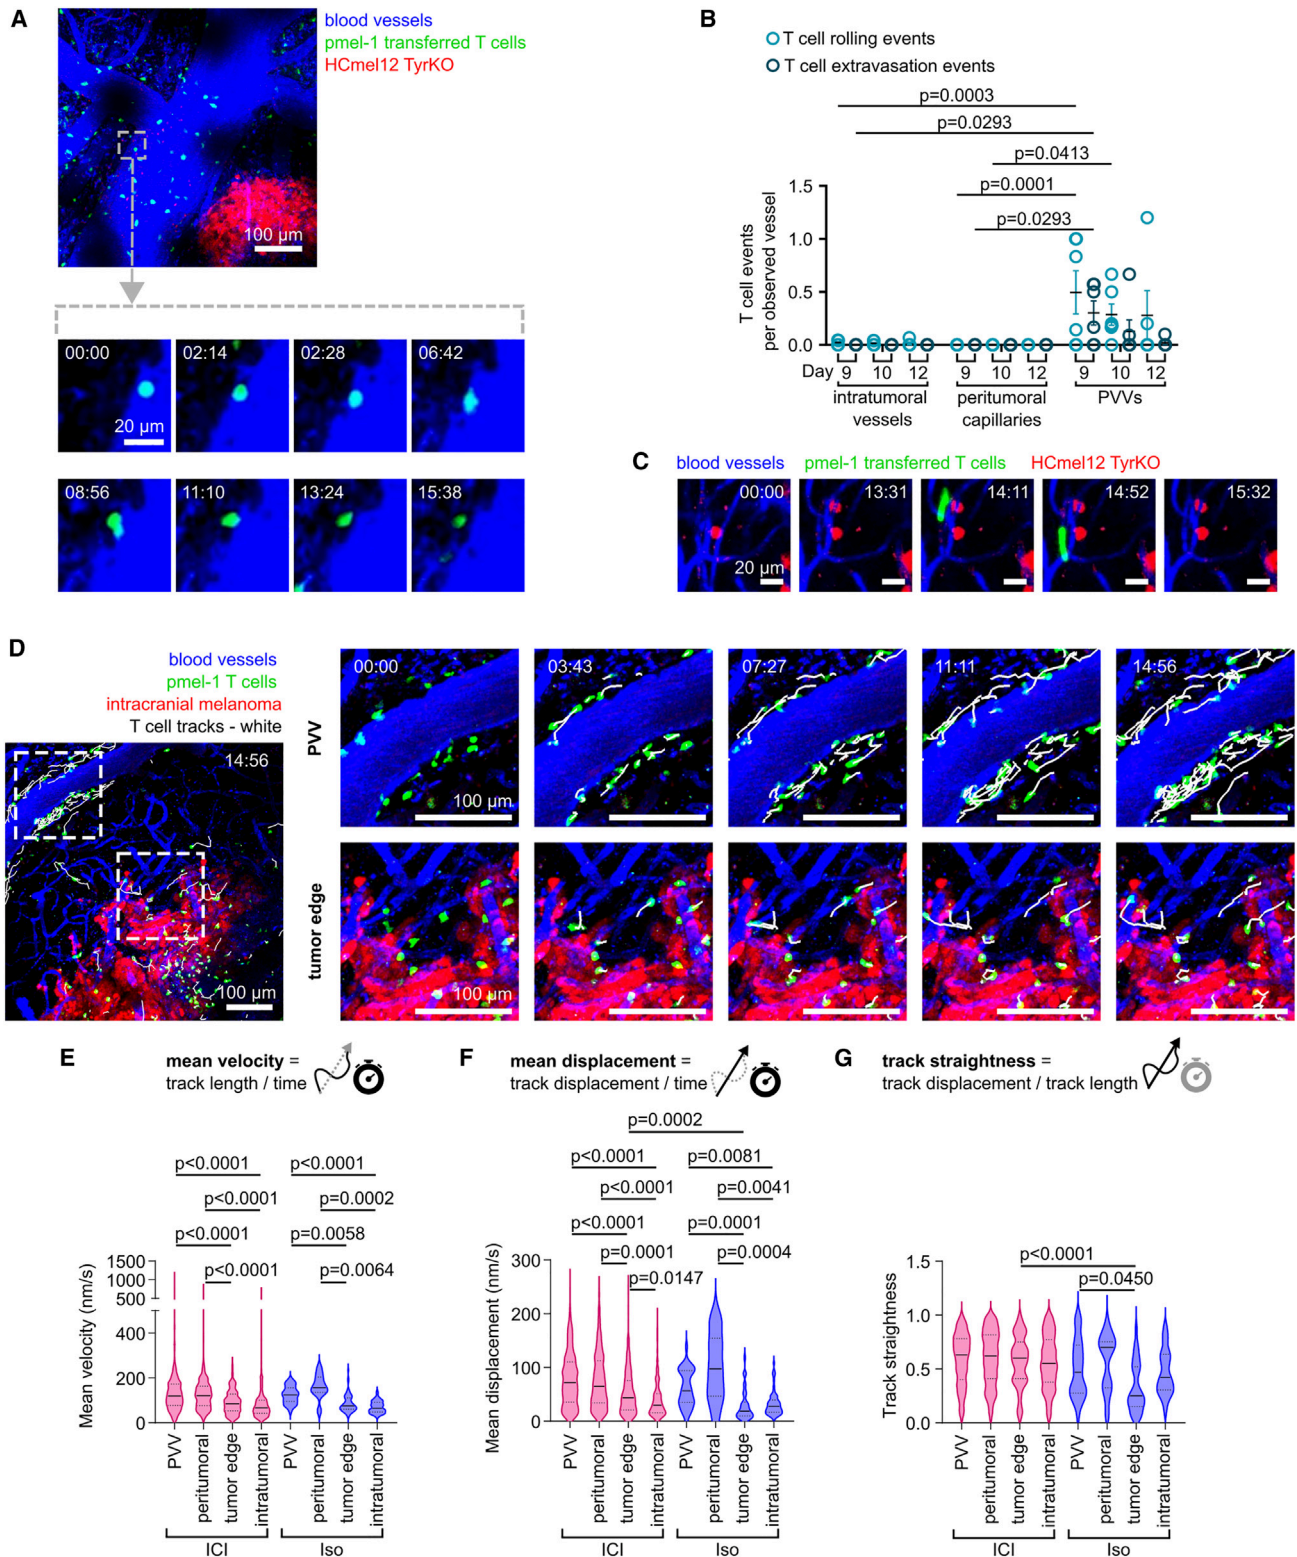 A
blood vessels
pmel-1 transferred T cells
HCmel12 TyrKO
100 µm
00:00
02:14
02:28
06:42
20 µm
08:56
11:10
13:24
15:38
B
T cell rolling events
T cell extravasation events
p=0.0003
p=0.0293
p=0.0413
p=0.0001
p=0.0293
T cell events
per observed vessel
1.5
1.0
0.5
0.0
Day 9 10 12 9 10 12 9 10 12
intratumoral
vessels
peritumoral
capillaries
PVVs
C
blood vessels pmel-1 transferred T cells HCmel12 TyrKO
00:00 13:31 14:11 14:52 15:32
20 µm
D
blood vessels
pmel-1 T cells
intracranial melanoma
T cell tracks - white
14:56
100 µm
PVV
00:00 03:43 07:27 11:11 14:56
100 µm
tumor edge
100 µm
E
mean velocity =
track length / time
p<0.0001 p<0.0001
p<0.0001 p=0.0002
p<0.0001 p=0.0058
p<0.0001 p=0.0064
Mean velocity (nm/s)
1500
1000
500
400
200
0
PVV
peritumoral
tumor edge
intratumoral
PVV
peritumoral
tumor edge
intratumoral
ICI
Iso
F
mean displacement =
track displacement / time
p=0.0002
p<0.0001 p=0.0081
p<0.0001 p=0.0041
p<0.0001 p=0.0001
p=0.0001 p=0.0004
p=0.0147
Mean displacement (nm/s)
300
200
100
0
PVV
peritumoral
tumor edge
intratumoral
PVV
peritumoral
tumor edge
intratumoral
ICI
Iso
G
track straightness =
track displacement / track length
p<0.0001
p=0.0450
Track straightness
1.5
1.0
0.5
0.0
PVV
peritumoral
tumor edge
intratumoral
PVV
peritumoral
tumor edge
intratumoral
ICI
Iso